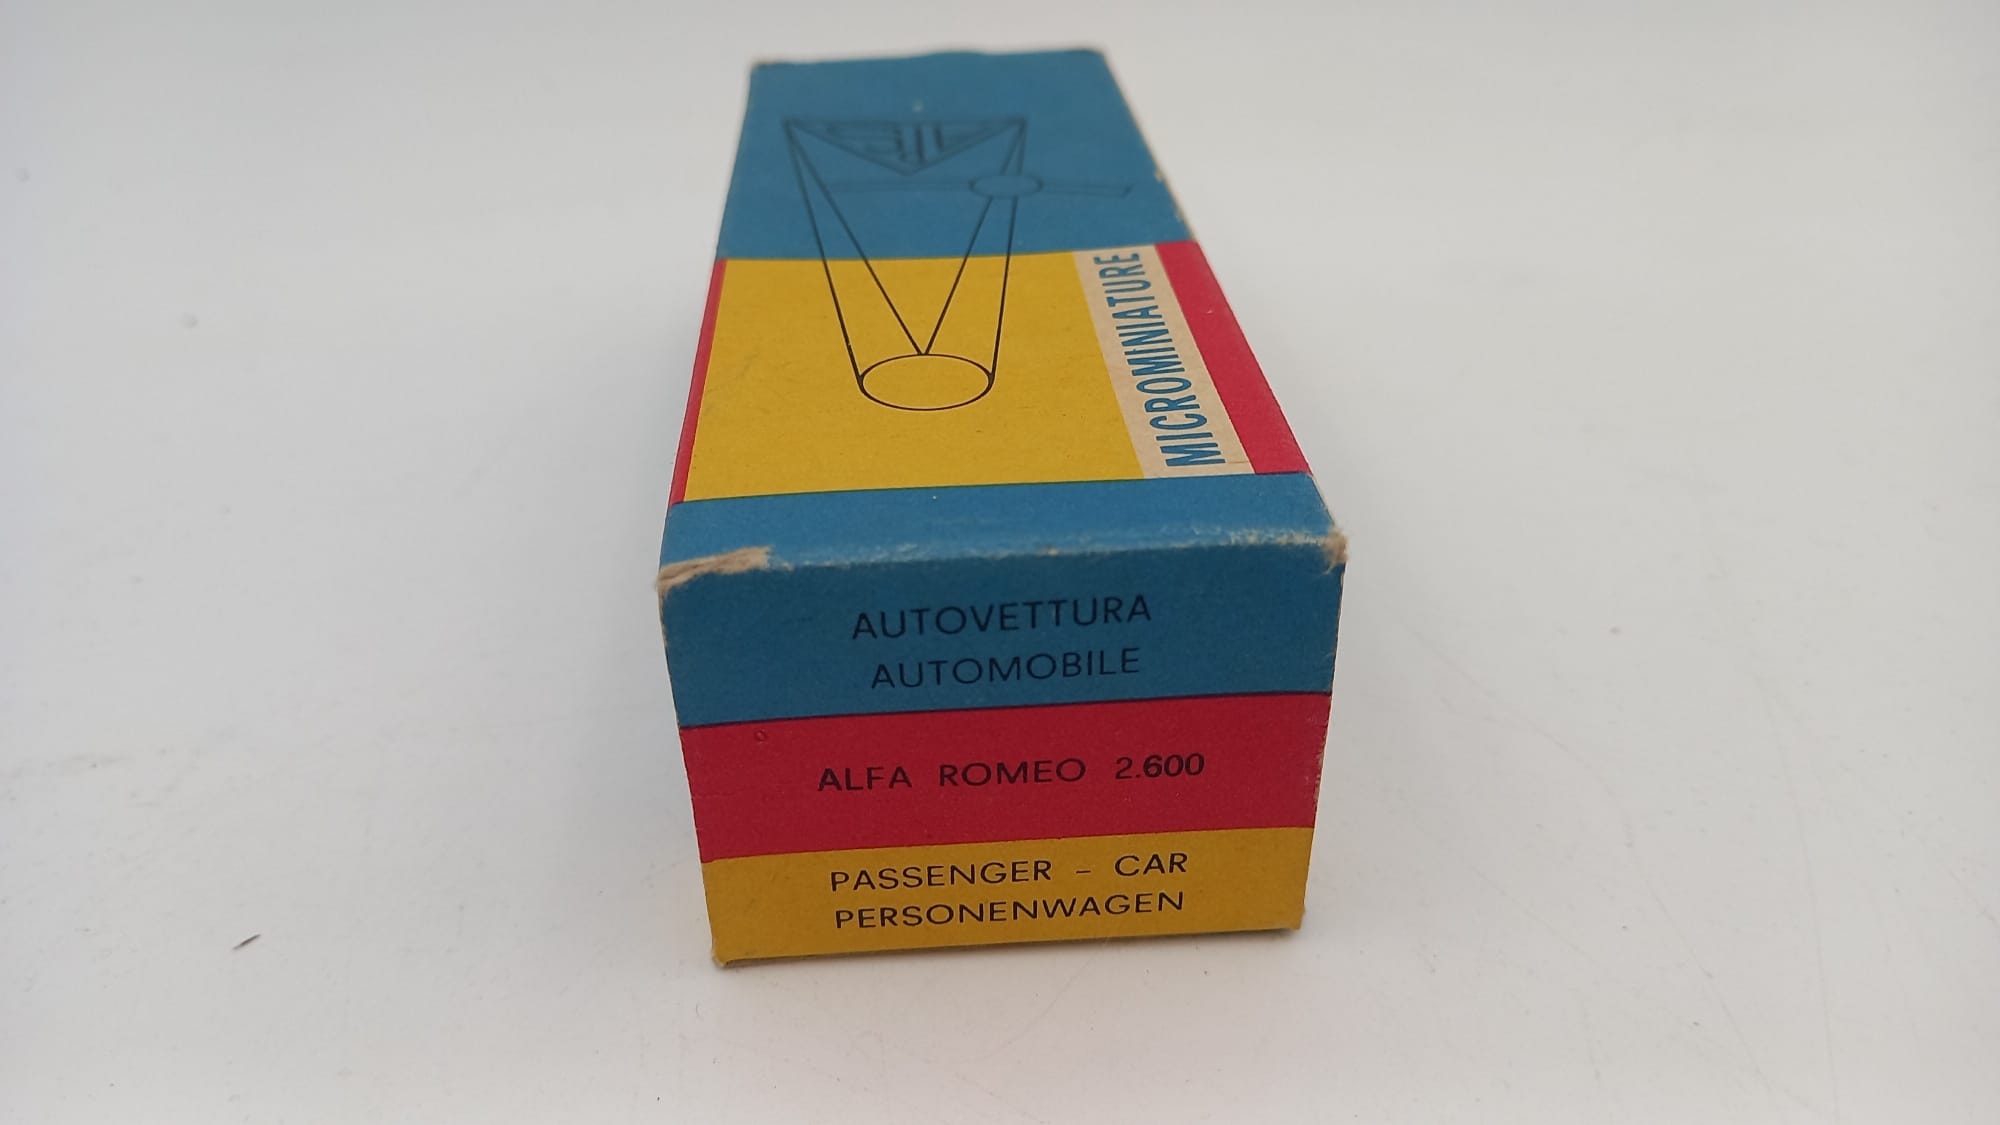 MICROMINIATURE
AUTOVETTURA
AUTOMOBILE
ALFA ROMEO 2.600
PASSENGER - CAR
PERSONENWAGEN